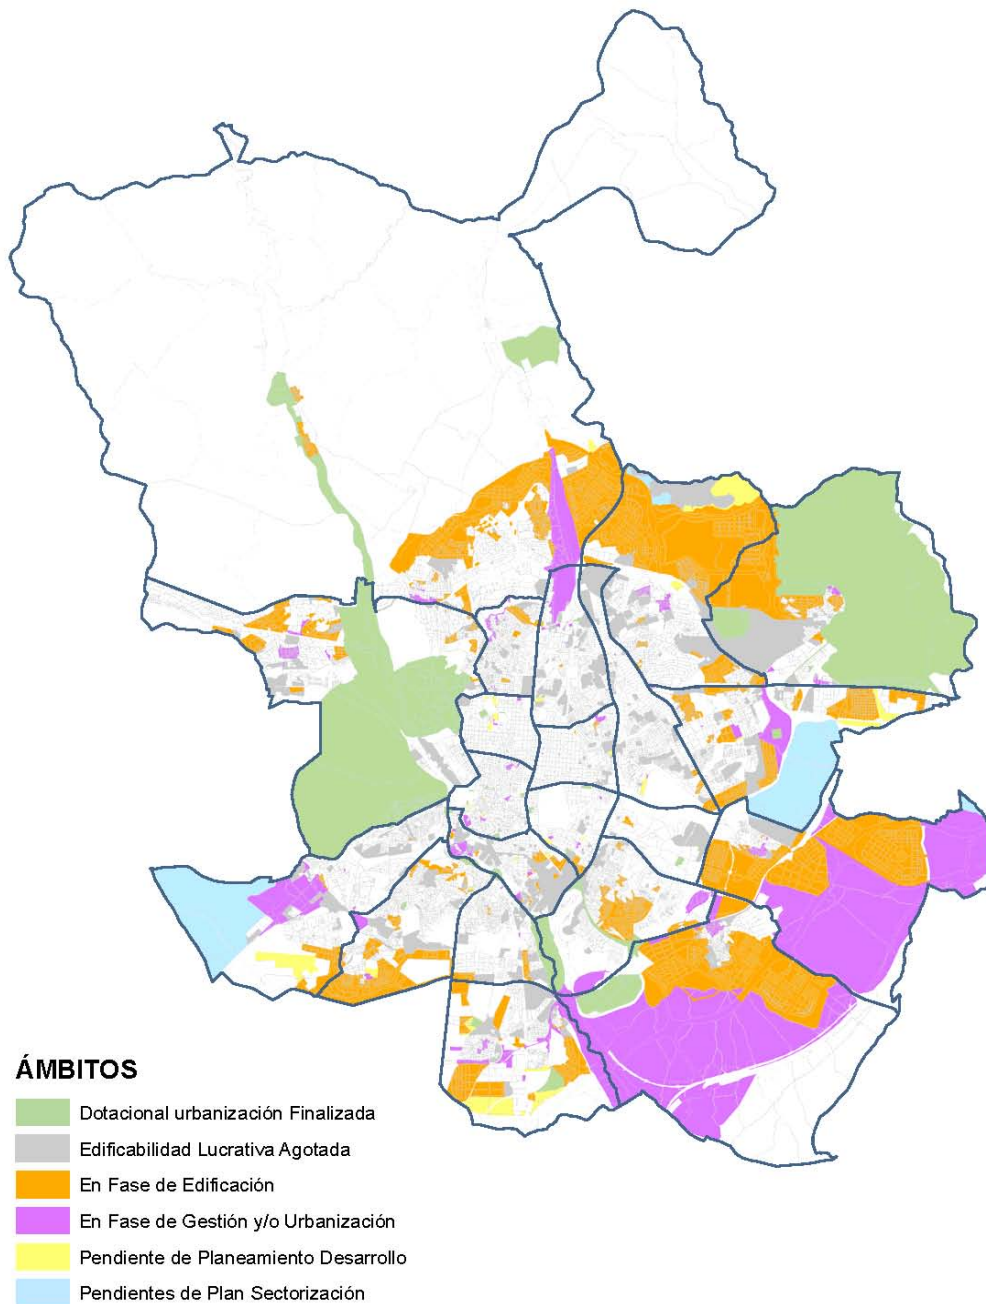 ÁMBITOS
Dotacional urbanización Finalizada
Edificabilidad Lucrativa Agotada
En Fase de Edificación
En Fase de Gestión y/o Urbanización
Pendiente de Planeamiento Desarrollo
Pendientes de Plan Sectorización